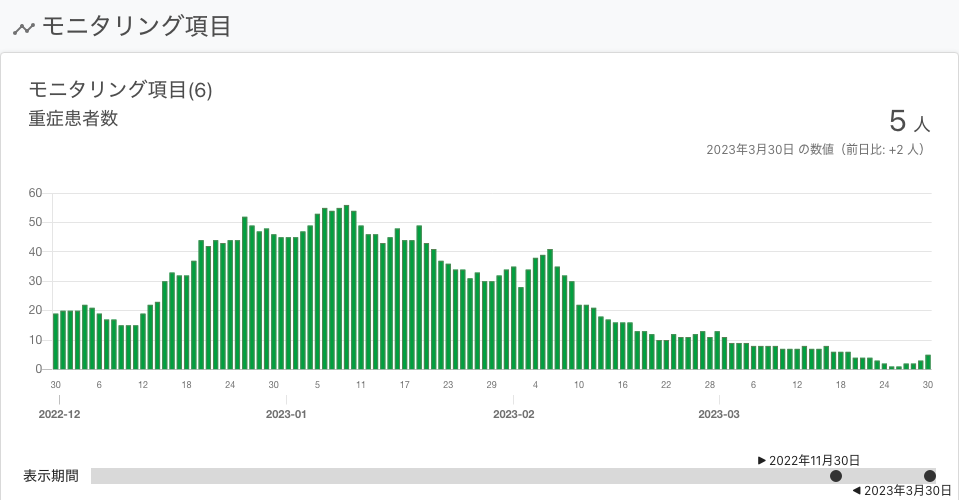 モニタリング項目
モニタリング項目(6)
重症患者数
5 人
2023年3月30日 の数値（前日比: +2 人）
60
50
40
30
20
10
0
30 6 12 18 24 30 5 11 17 23 29 4 10 16 22 28 6 12 18 24 30
2022-12 2023-01 2023-02 2023-03
▶ 2022年11月30日
表示期間
◀ 2023年3月30日